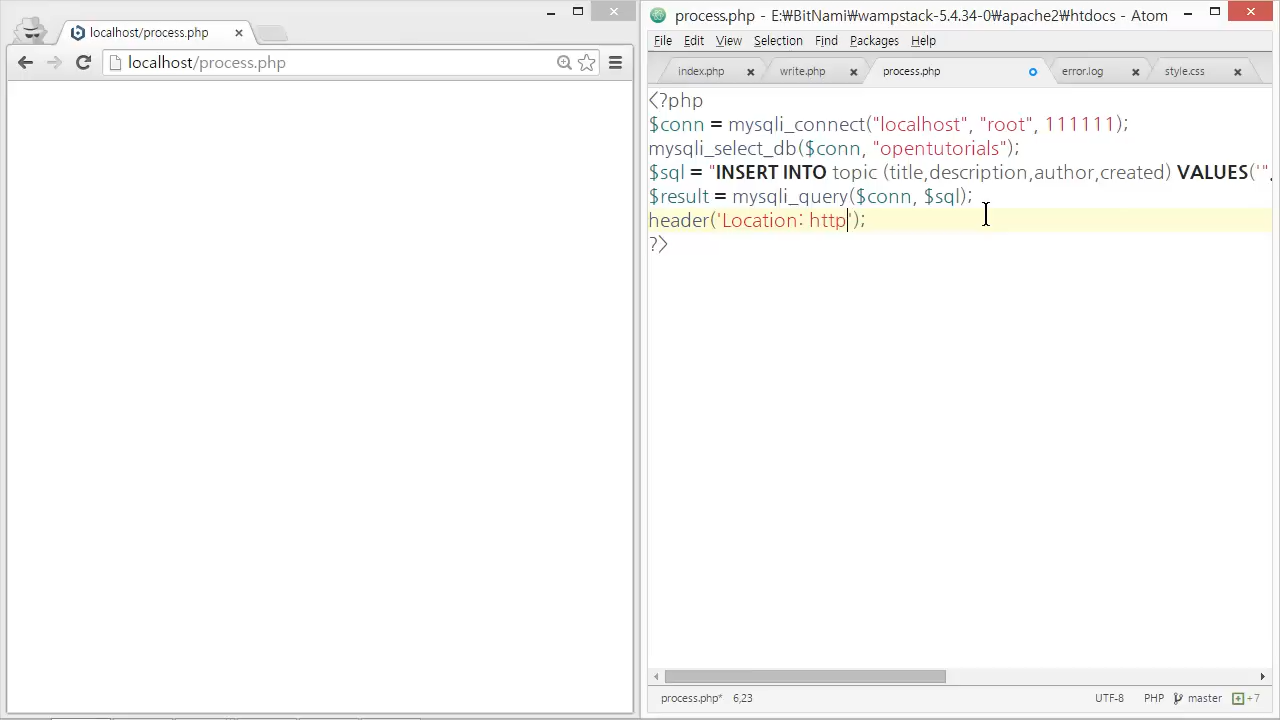 localhost/process.php
localhost/process.php
process.php - E:₩BitNami₩wampstack-5.4.34-0₩apache2₩htdocs - Atom
File Edit View Selection Find Packages Help
index.php write.php process.php error.log style.css
<?php
$conn = mysqli_connect("localhost", "root", 111111);
mysqli_select_db($conn, "opentutorials");
$sql = "INSERT INTO topic (title,description,author,created) VALUES('",
$result = mysqli_query($conn, $sql);
header('Location: http');
?>
process.php* 6,23 UTF-8 PHP master +7